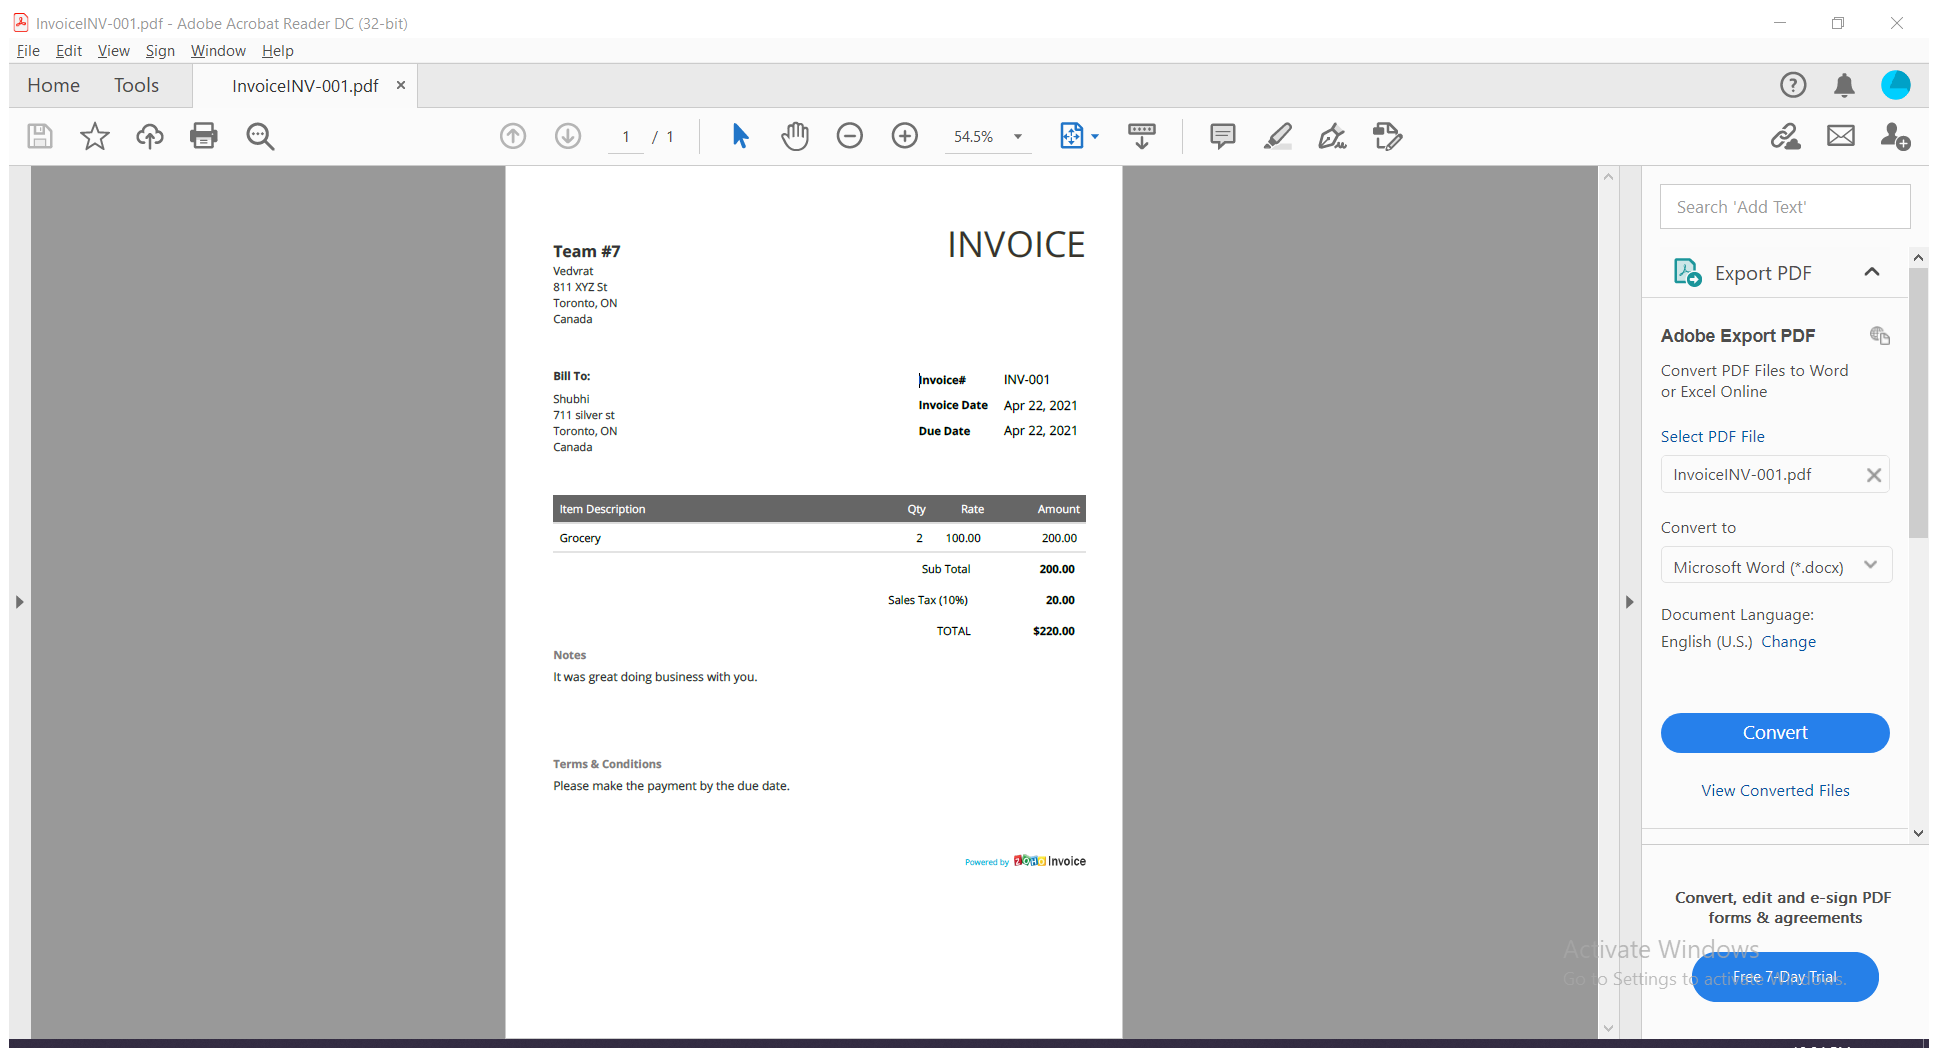 InvoiceINV-001.pdf - Adobe Acrobat Reader DC (32-bit)
File Edit View Sign Window Help
Home Tools InvoiceINV-001.pdf
1 / 1 54.5%
INVOICE
Team #7
Vedvrat
811 XYZ St
Toronto, ON
Canada
Bill To:
Shubhi
711 silver st
Toronto, ON
Canada
Invoice# INV-001
Invoice Date Apr 22, 2021
Due Date Apr 22, 2021
Item Description Qty Rate Amount
Grocery 2 100.00 200.00
Sub Total 200.00
Sales Tax (10%) 20.00
TOTAL $220.00
Notes
It was great doing business with you.
Terms & Conditions
Please make the payment by the due date.
Powered by ZOHO Invoice
Search 'Add Text'
Export PDF
Adobe Export PDF
Convert PDF Files to Word
or Excel Online
Select PDF File
InvoiceINV-001.pdf
Convert to
Microsoft Word (*.docx)
Document Language:
English (U.S.) Change
Convert
View Converted Files
Convert, edit and e-sign PDF
forms & agreements
Free 7-Day Trial
Activate Windows
Go to Settings to activate Windows.